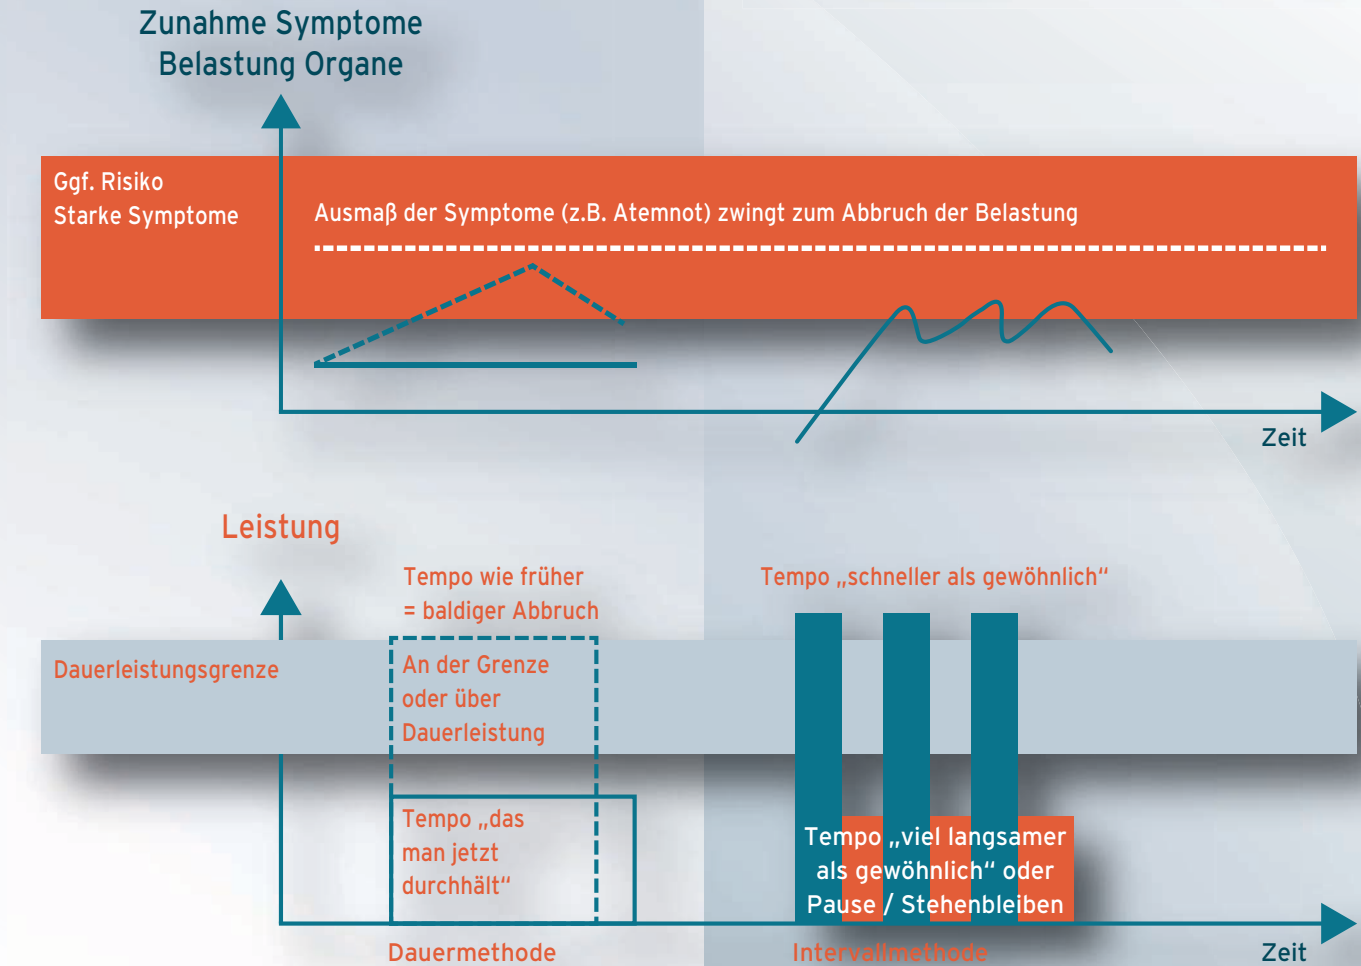 Zunahme Symptome
Belastung Organe
Ggf. Risiko
Starke Symptome
Ausmaß der Symptome (z.B. Atemnot) zwingt zum Abbruch der Belastung
Zeit
Leistung
Tempo wie früher
= baldiger Abbruch
Tempo „schneller als gewöhnlich“
Dauerleistungsgrenze
An der Grenze
oder über
Dauerleistung
Tempo „das
man jetzt
durchhält“
Tempo „viel langsamer
als gewöhnlich“ oder
Pause / Stehenbleiben
Dauermethode
Intervallmethode
Zeit